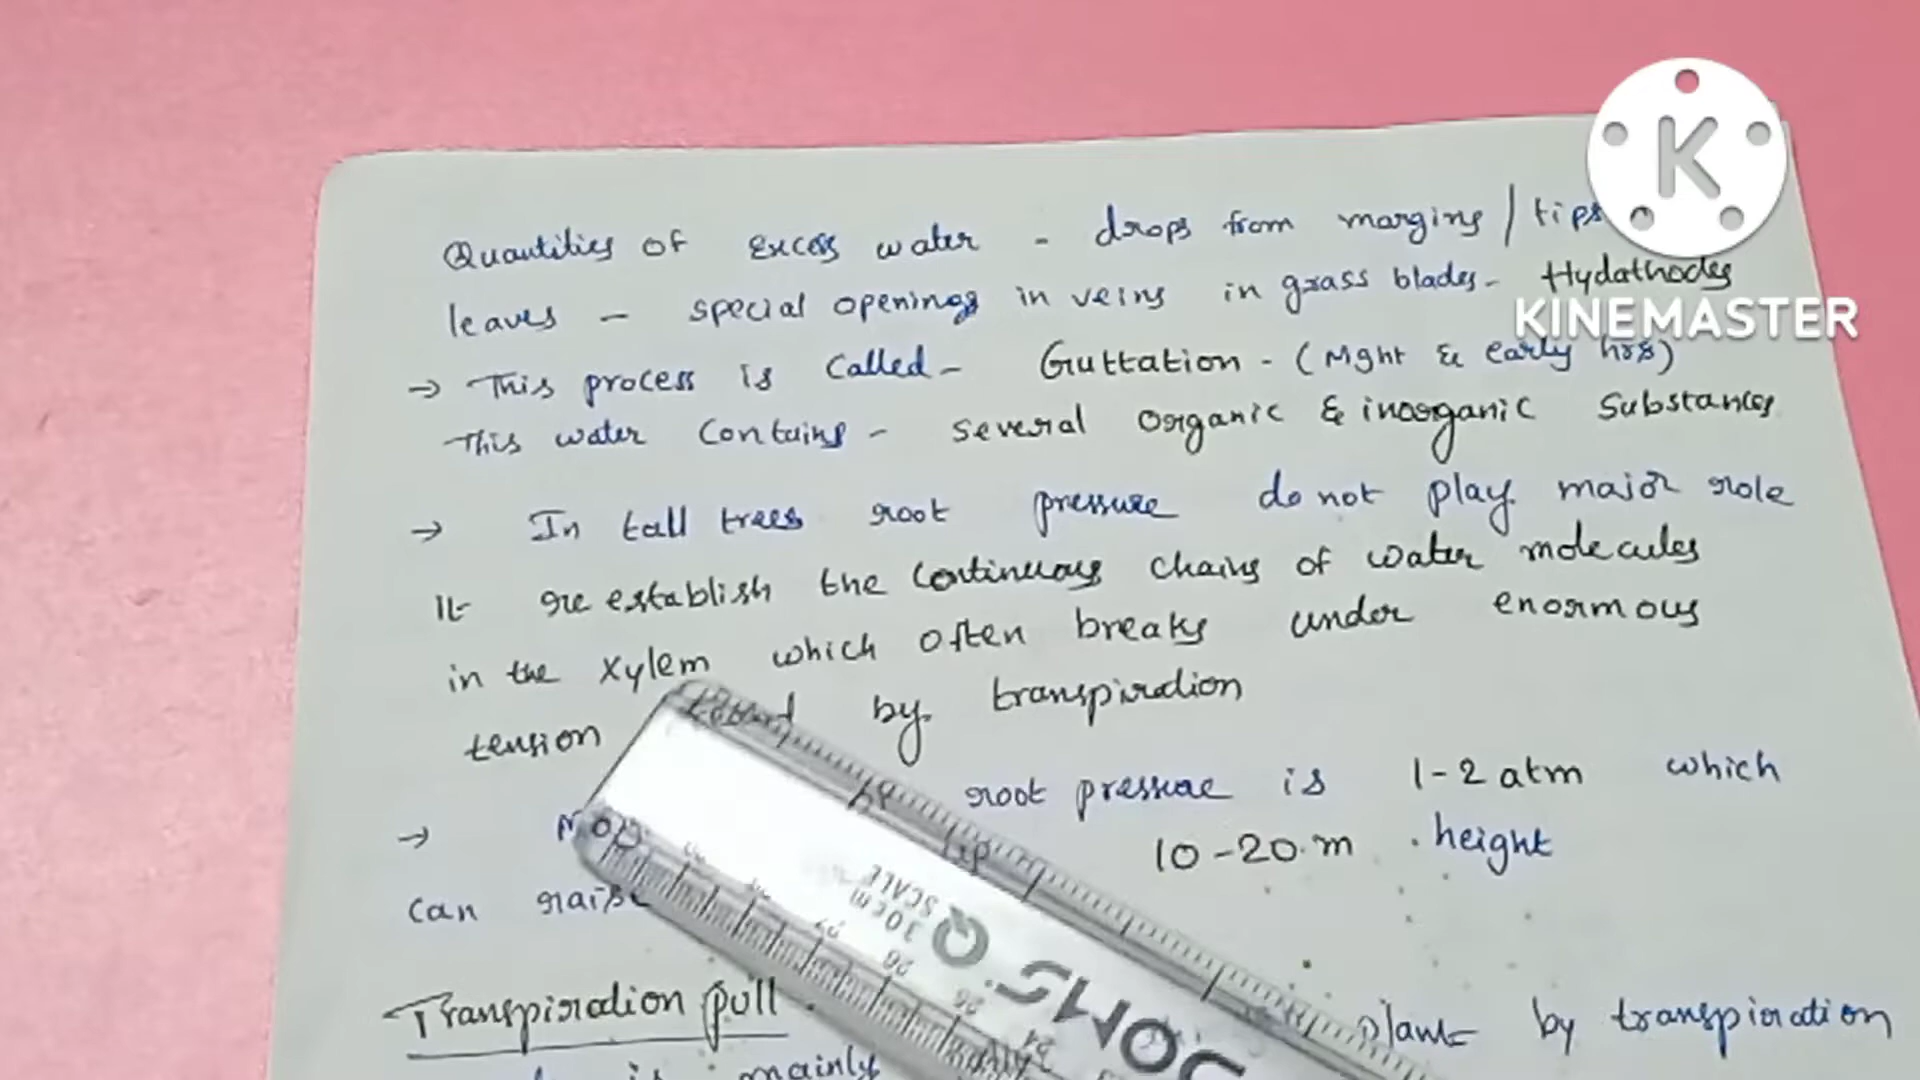 Quantities of excess water - drops from margins / tips
leaves - special openings in veins in grass blades - Hydathodes
→ This process is called - Guttation - (Night & early hrs)
This water contains - several organic & inorganic substances
→ In tall trees root pressure do not play major role
It re establish the continuous chains of water molecules
in the xylem which often breaks under enormous
tension by transpiration
→ root pressure is 1-2 atm which
can raise 10-20 m height
Transpiration pull
plant by transpiration
is mainly
K
KINEMASTER
30cm
SCALE